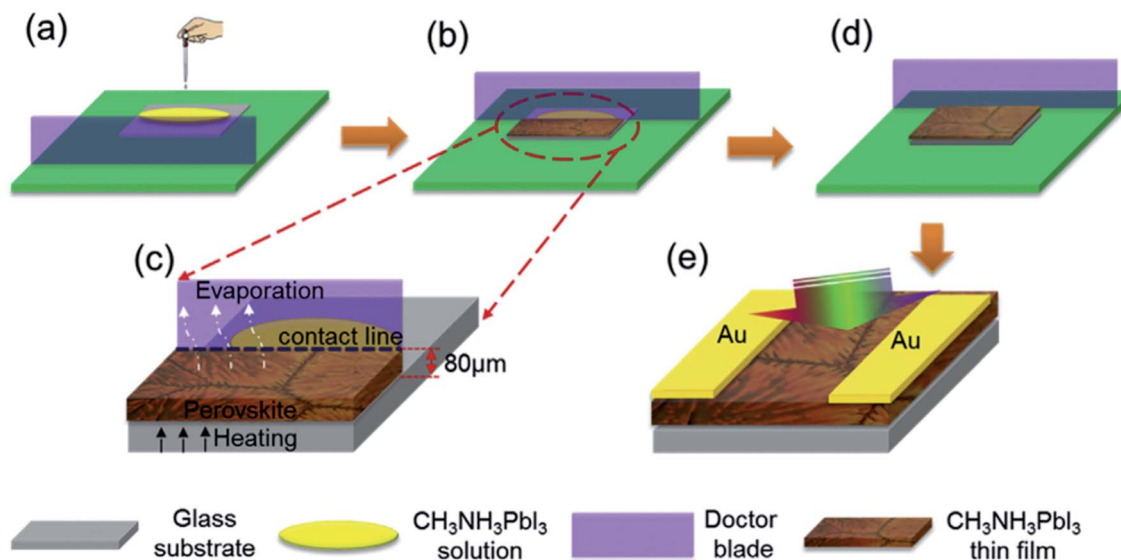 (a)
(b)
(d)
(c)
Evaporation
contact line
80μm
Perovskite
Heating
(e)
Au
Au
Glass
substrate
CH₃NH₃PbI₃
solution
Doctor
blade
CH₃NH₃PbI₃
thin film